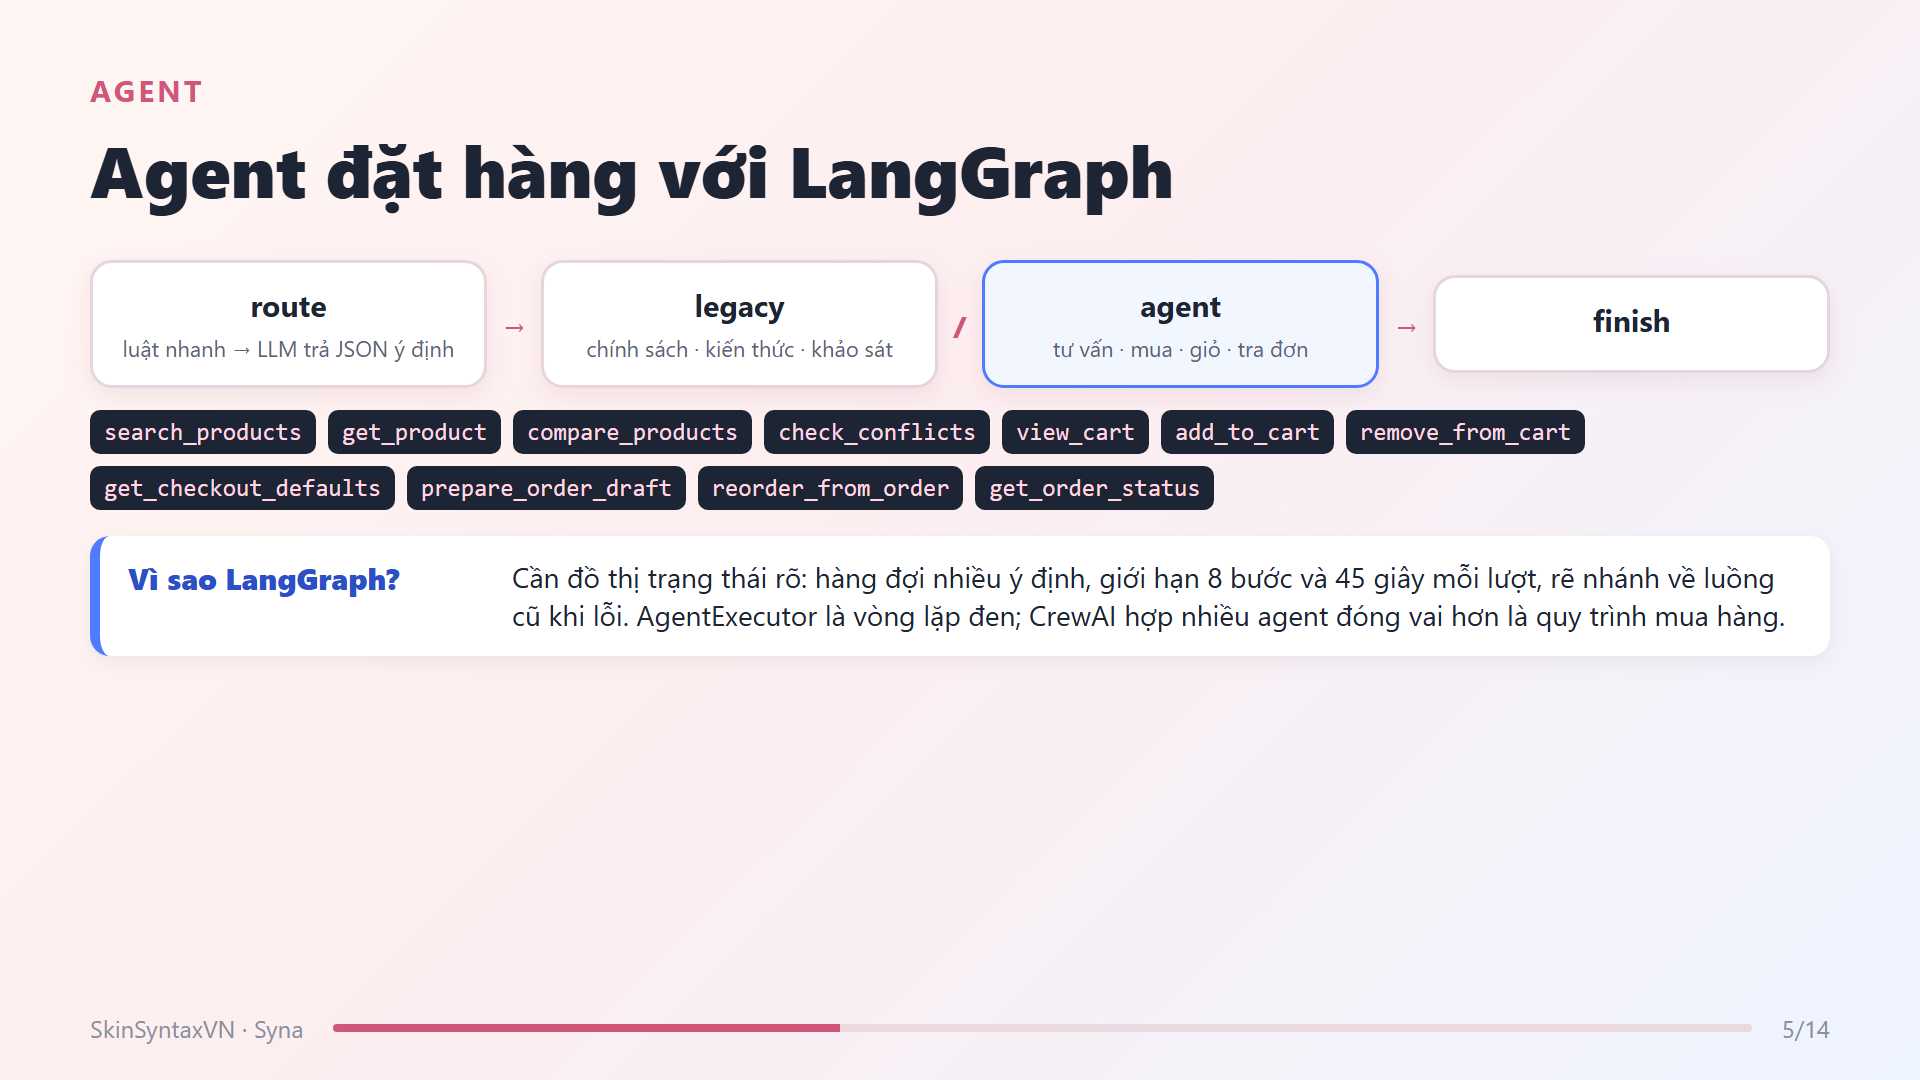 AGENT
Agent đặt hàng với LangGraph
route
luật nhanh → LLM trả JSON ý định
→
legacy
chính sách · kiến thức · khảo sát
/
agent
tư vấn · mua · giỏ · tra đơn
→
finish
search_products get_product compare_products check_conflicts view_cart add_to_cart remove_from_cart
get_checkout_defaults prepare_order_draft reorder_from_order get_order_status
Vì sao LangGraph?
Cần đồ thị trạng thái rõ: hàng đợi nhiều ý định, giới hạn 8 bước và 45 giây mỗi lượt, rẽ nhánh về luồng
cũ khi lỗi. AgentExecutor là vòng lặp đen; CrewAI hợp nhiều agent đóng vai hơn là quy trình mua hàng.
SkinSyntaxVN · Syna
5/14